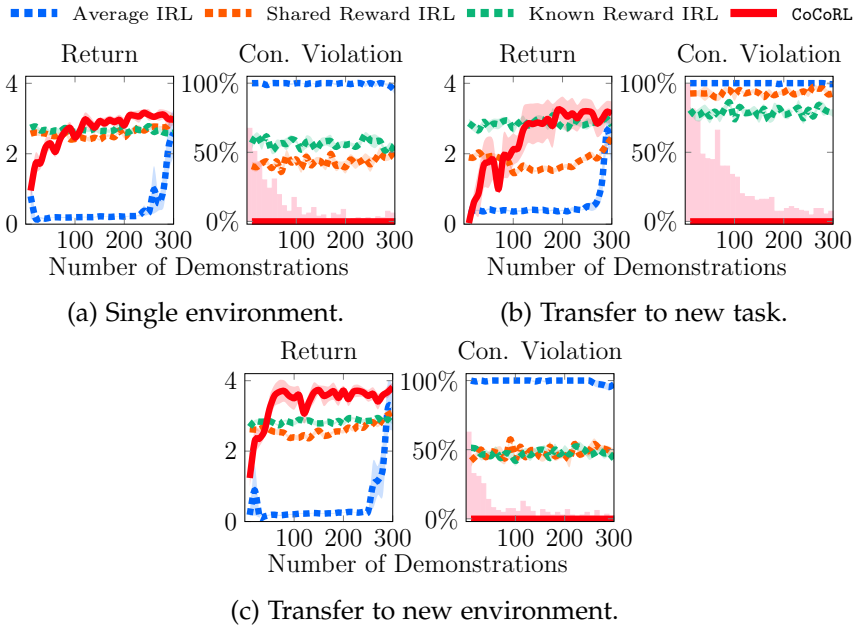 Average IRL Shared Reward IRL Known Reward IRL CoCoRL
Return Con. Violation Return Con. Violation
4 100% 4 100%
2 50% 2 50%
0 0% 0 0%
100 200 300 100 200 300 100 200 300 100 200 300
Number of Demonstrations Number of Demonstrations
(a) Single environment. (b) Transfer to new task.
Return Con. Violation
4 100%
2 50%
0 0%
100 200 300 100 200 300
Number of Demonstrations
(c) Transfer to new environment.